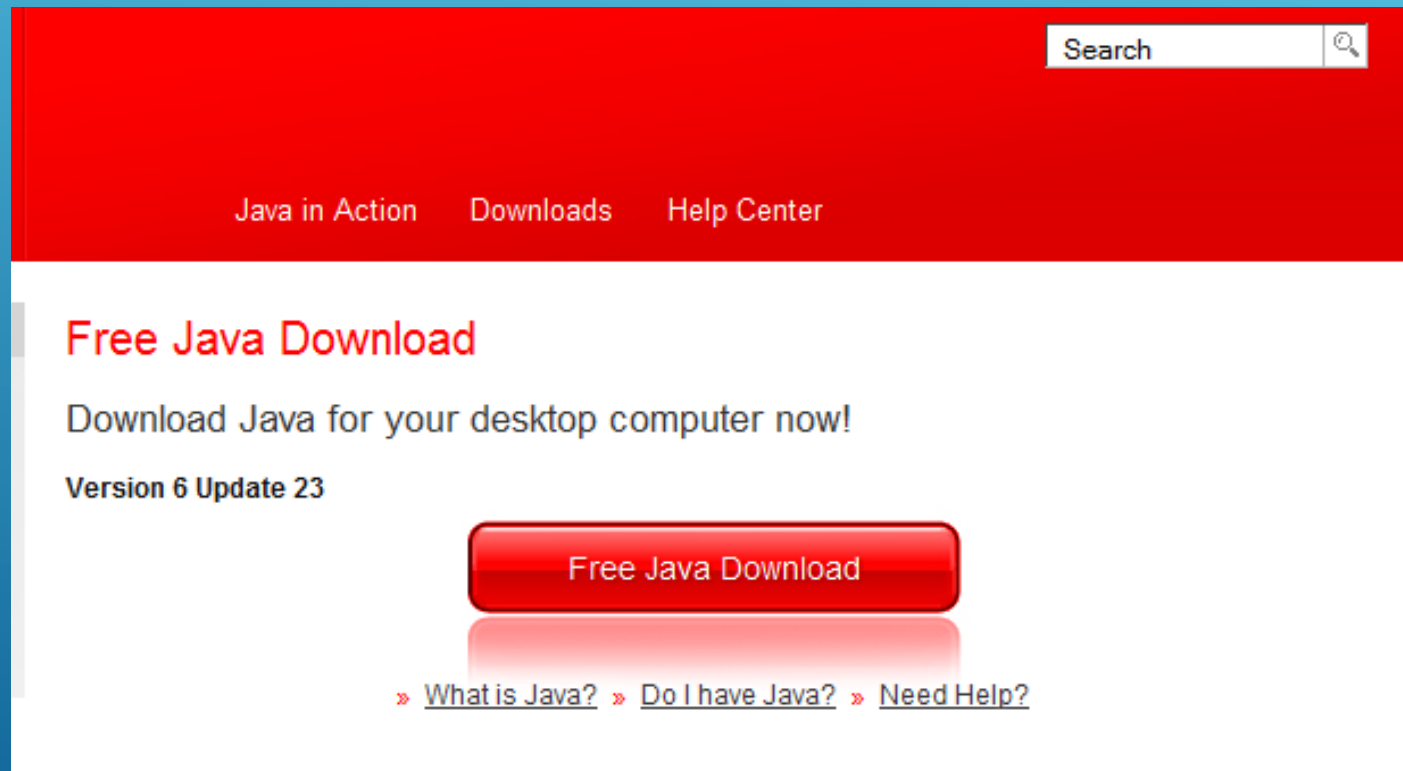 Search
Java in Action Downloads Help Center
Free Java Download
Download Java for your desktop computer now!
Version 6 Update 23
Free Java Download
» What is Java? » Do I have Java? » Need Help?